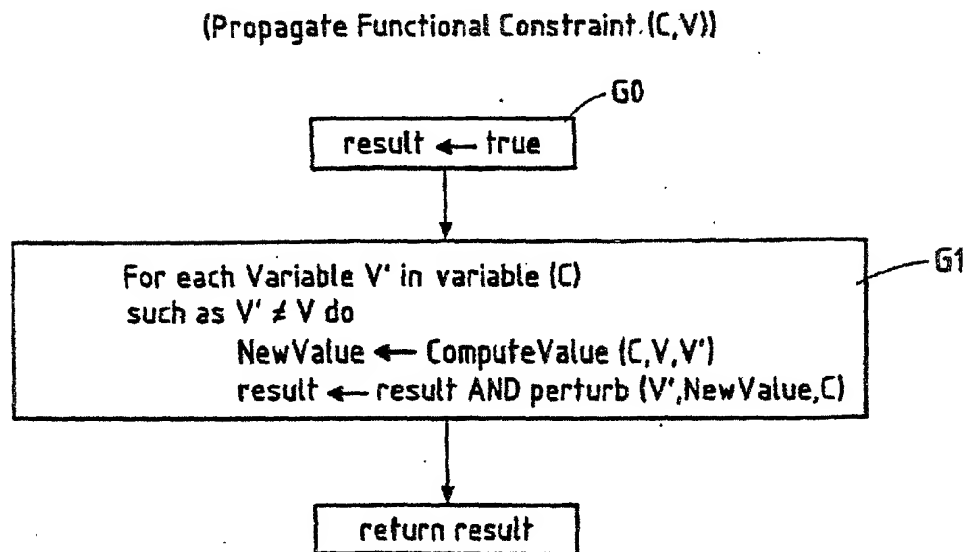 (Propagate Functional Constraint.(C,V))
G0
result ← true
G1
For each Variable V' in variable (C)
such as V' ≠ V do
NewValue ← ComputeValue (C,V,V')
result ← result AND perturb (V',NewValue,C)
return result